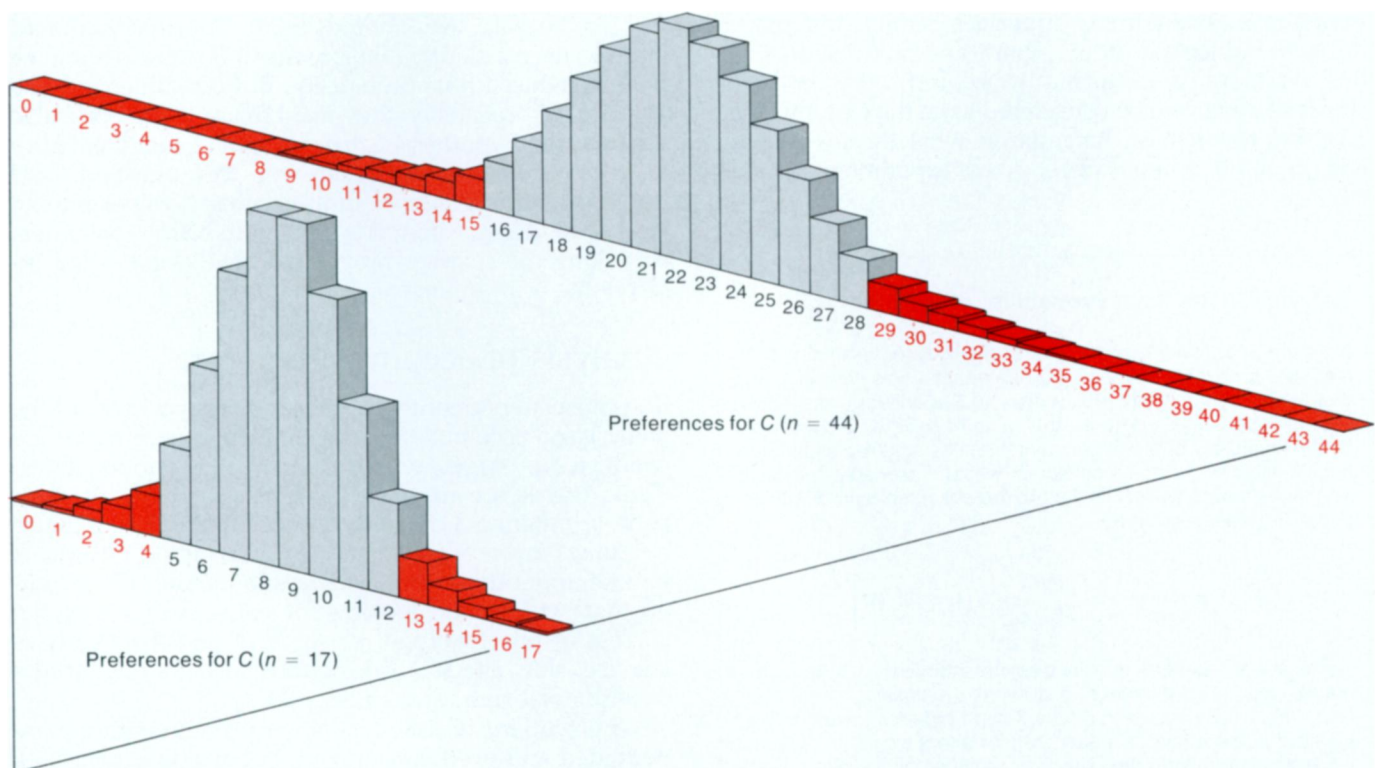 0 1 2 3 4 5 6 7 8 9 10 11 12 13 14 15 16 17 18 19 20 21 22 23 24 25 26 27 28 29 30 31 32 33 34 35 36 37 38 39 40 41 42 43 44
Preferences for C (n = 44)
0 1 2 3 4 5 6 7 8 9 10 11 12 13 14 15 16 17
Preferences for C (n = 17)